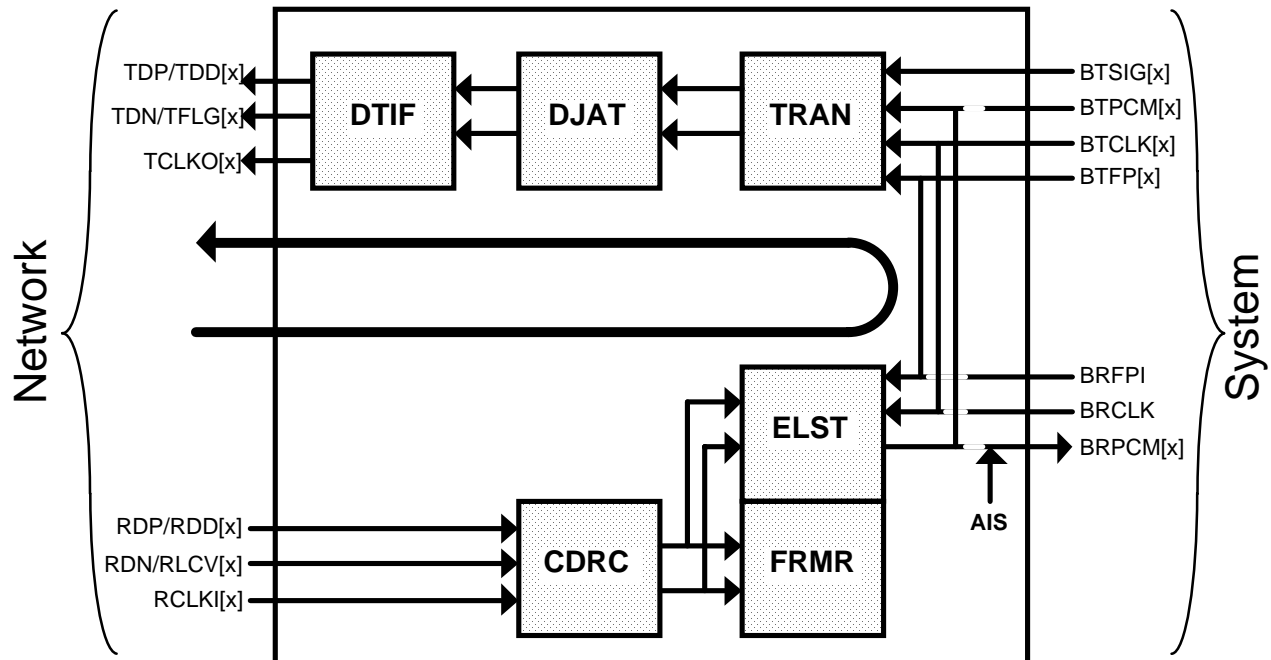 TDP/TDD[x]
TDN/TFLG[x]
TCLKO[x]
DTIF
DJAT
TRAN
BTSIG[x]
BTPCM[x]
BTCLK[x]
BTFP[x]
Network
System
ELST
BRFPI
BRCLK
BRPCM[x]
AIS
RDP/RDD[x]
RDN/RLCV[x]
RCLKI[x]
CDRC
FRMR